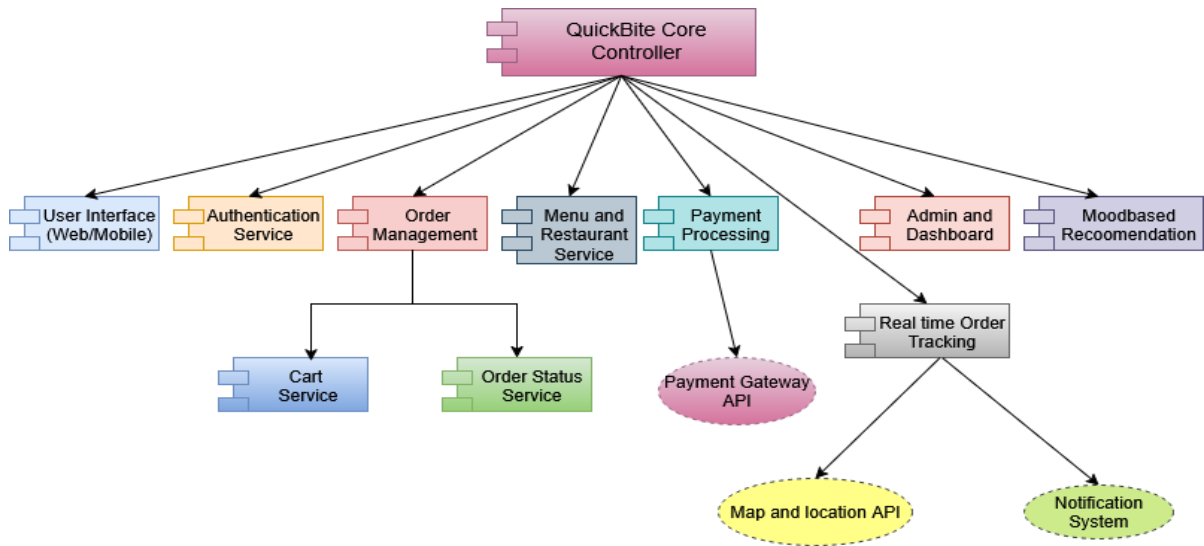 QuickBite Core
Controller
User Interface
(Web/Mobile)
Authentication
Service
Order
Management
Menu and
Restaurant
Service
Payment
Processing
Admin and
Dashboard
Moodbased
Recoomendation
Real time Order
Tracking
Cart
Service
Order Status
Service
Payment Gateway
API
Map and location API
Notification
System